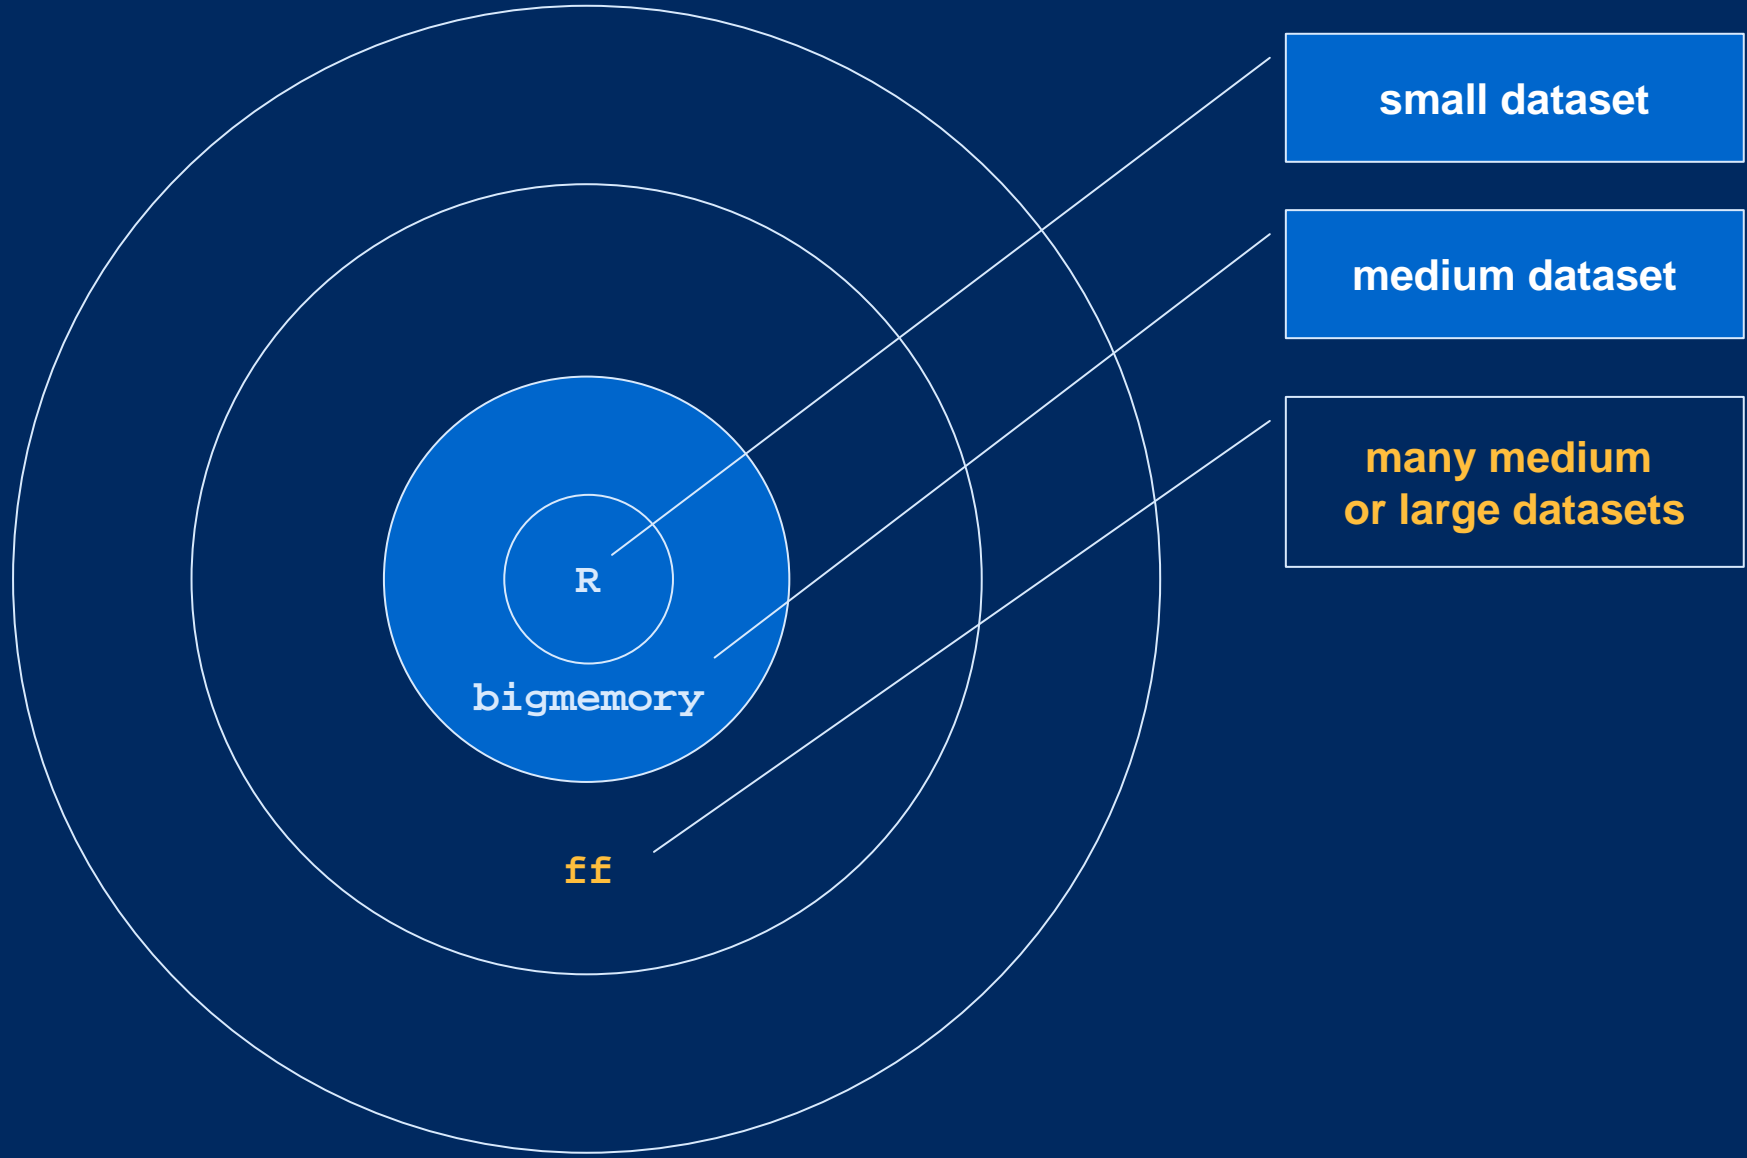 small dataset
medium dataset
many medium
or large datasets
R
bigmemory
ff